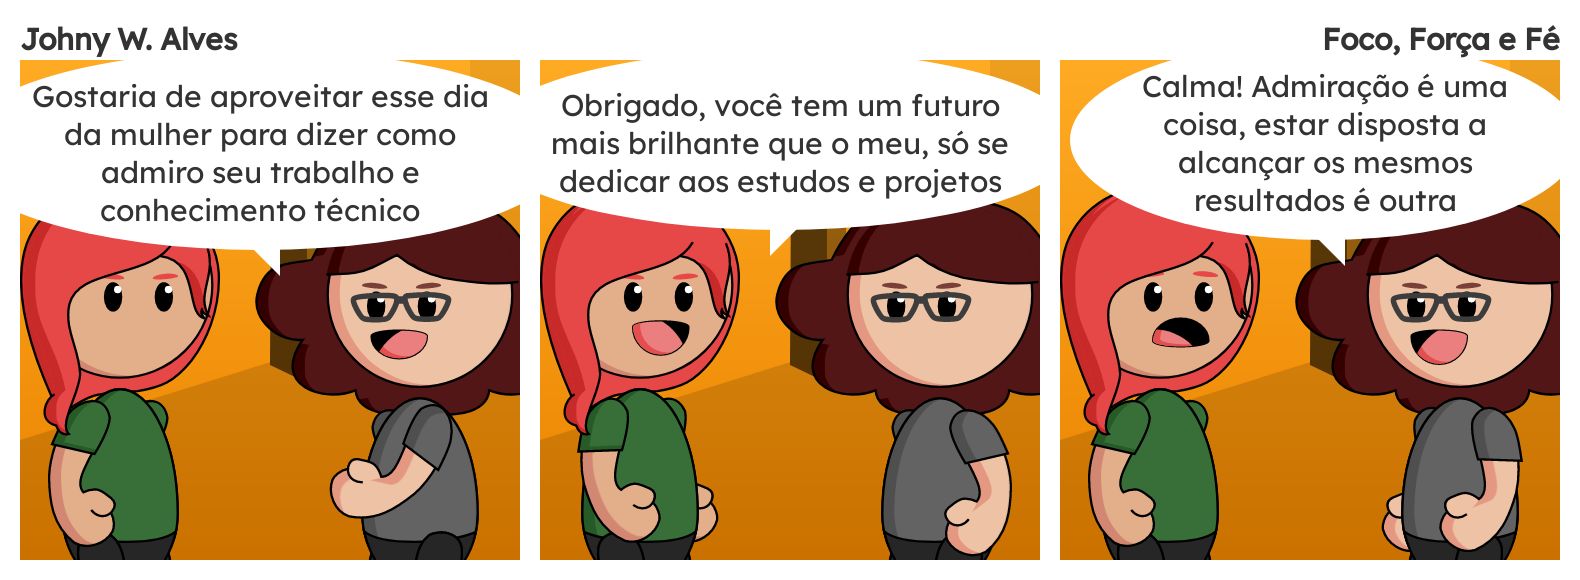 Johny W. Alves
Foco, Força e Fé
Gostaria de aproveitar esse dia
da mulher para dizer como
admiro seu trabalho e
conhecimento técnico
Obrigado, você tem um futuro
mais brilhante que o meu, só se
dedicar aos estudos e projetos
Calma! Admiração é uma
coisa, estar disposta a
alcançar os mesmos
resultados é outra